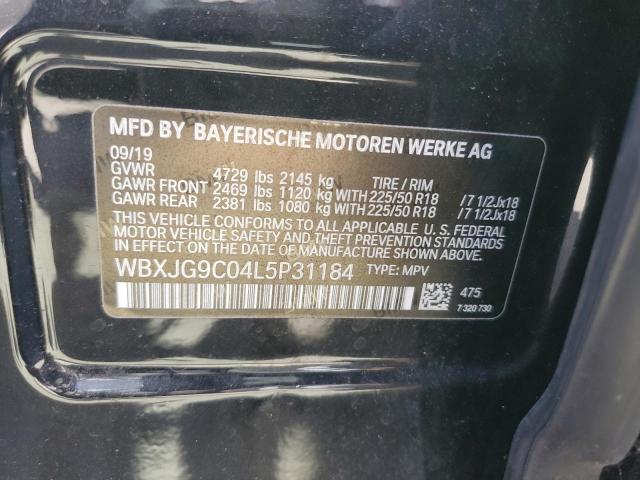 MFD BY BAYERISCHE MOTOREN WERKE AG
09/19
GVWR 4729 lbs 2145 kg TIRE / RIM
GAWR FRONT 2469 lbs 1120 kg WITH 225/50 R18 /7 1/2Jx18
GAWR REAR 2381 lbs 1080 kg WITH 225/50 R18 /7 1/2Jx18
THIS VEHICLE CONFORMS TO ALL APPLICABLE U. S. FEDERAL
MOTOR VEHICLE SAFETY, BUMPER, AND THEFT
PREVENTION STANDARDS IN EFFECT ON THE
DATE OF MANUFACTURE SHOWN ABOVE.
WBXJG9C04L5P31184 TYPE: MPV
475
7 320 730